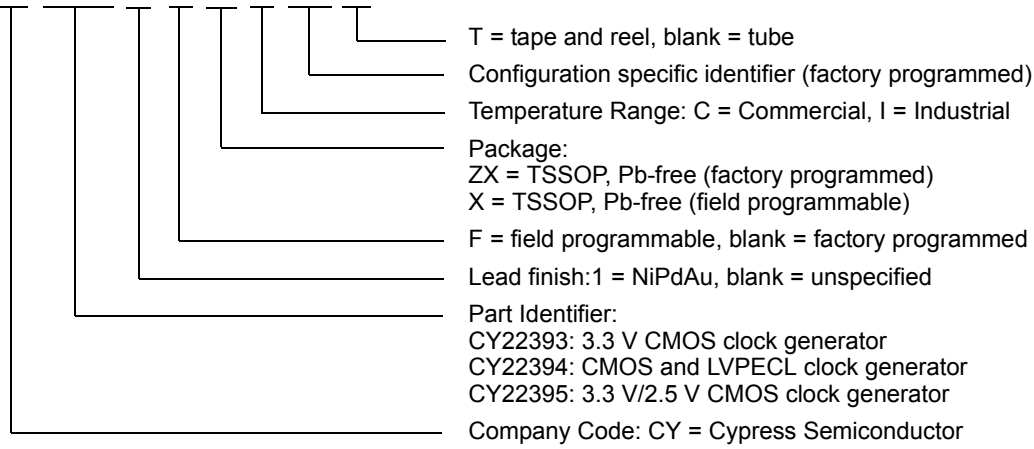 T = tape and reel, blank = tube
Configuration specific identifier (factory programmed)
Temperature Range: C = Commercial, I = Industrial
Package:
ZX = TSSOP, Pb-free (factory programmed)
X = TSSOP, Pb-free (field programmable)
F = field programmable, blank = factory programmed
Lead finish:1 = NiPdAu, blank = unspecified
Part Identifier:
CY22393: 3.3 V CMOS clock generator
CY22394: CMOS and LVPECL clock generator
CY22395: 3.3 V/2.5 V CMOS clock generator
Company Code: CY = Cypress Semiconductor